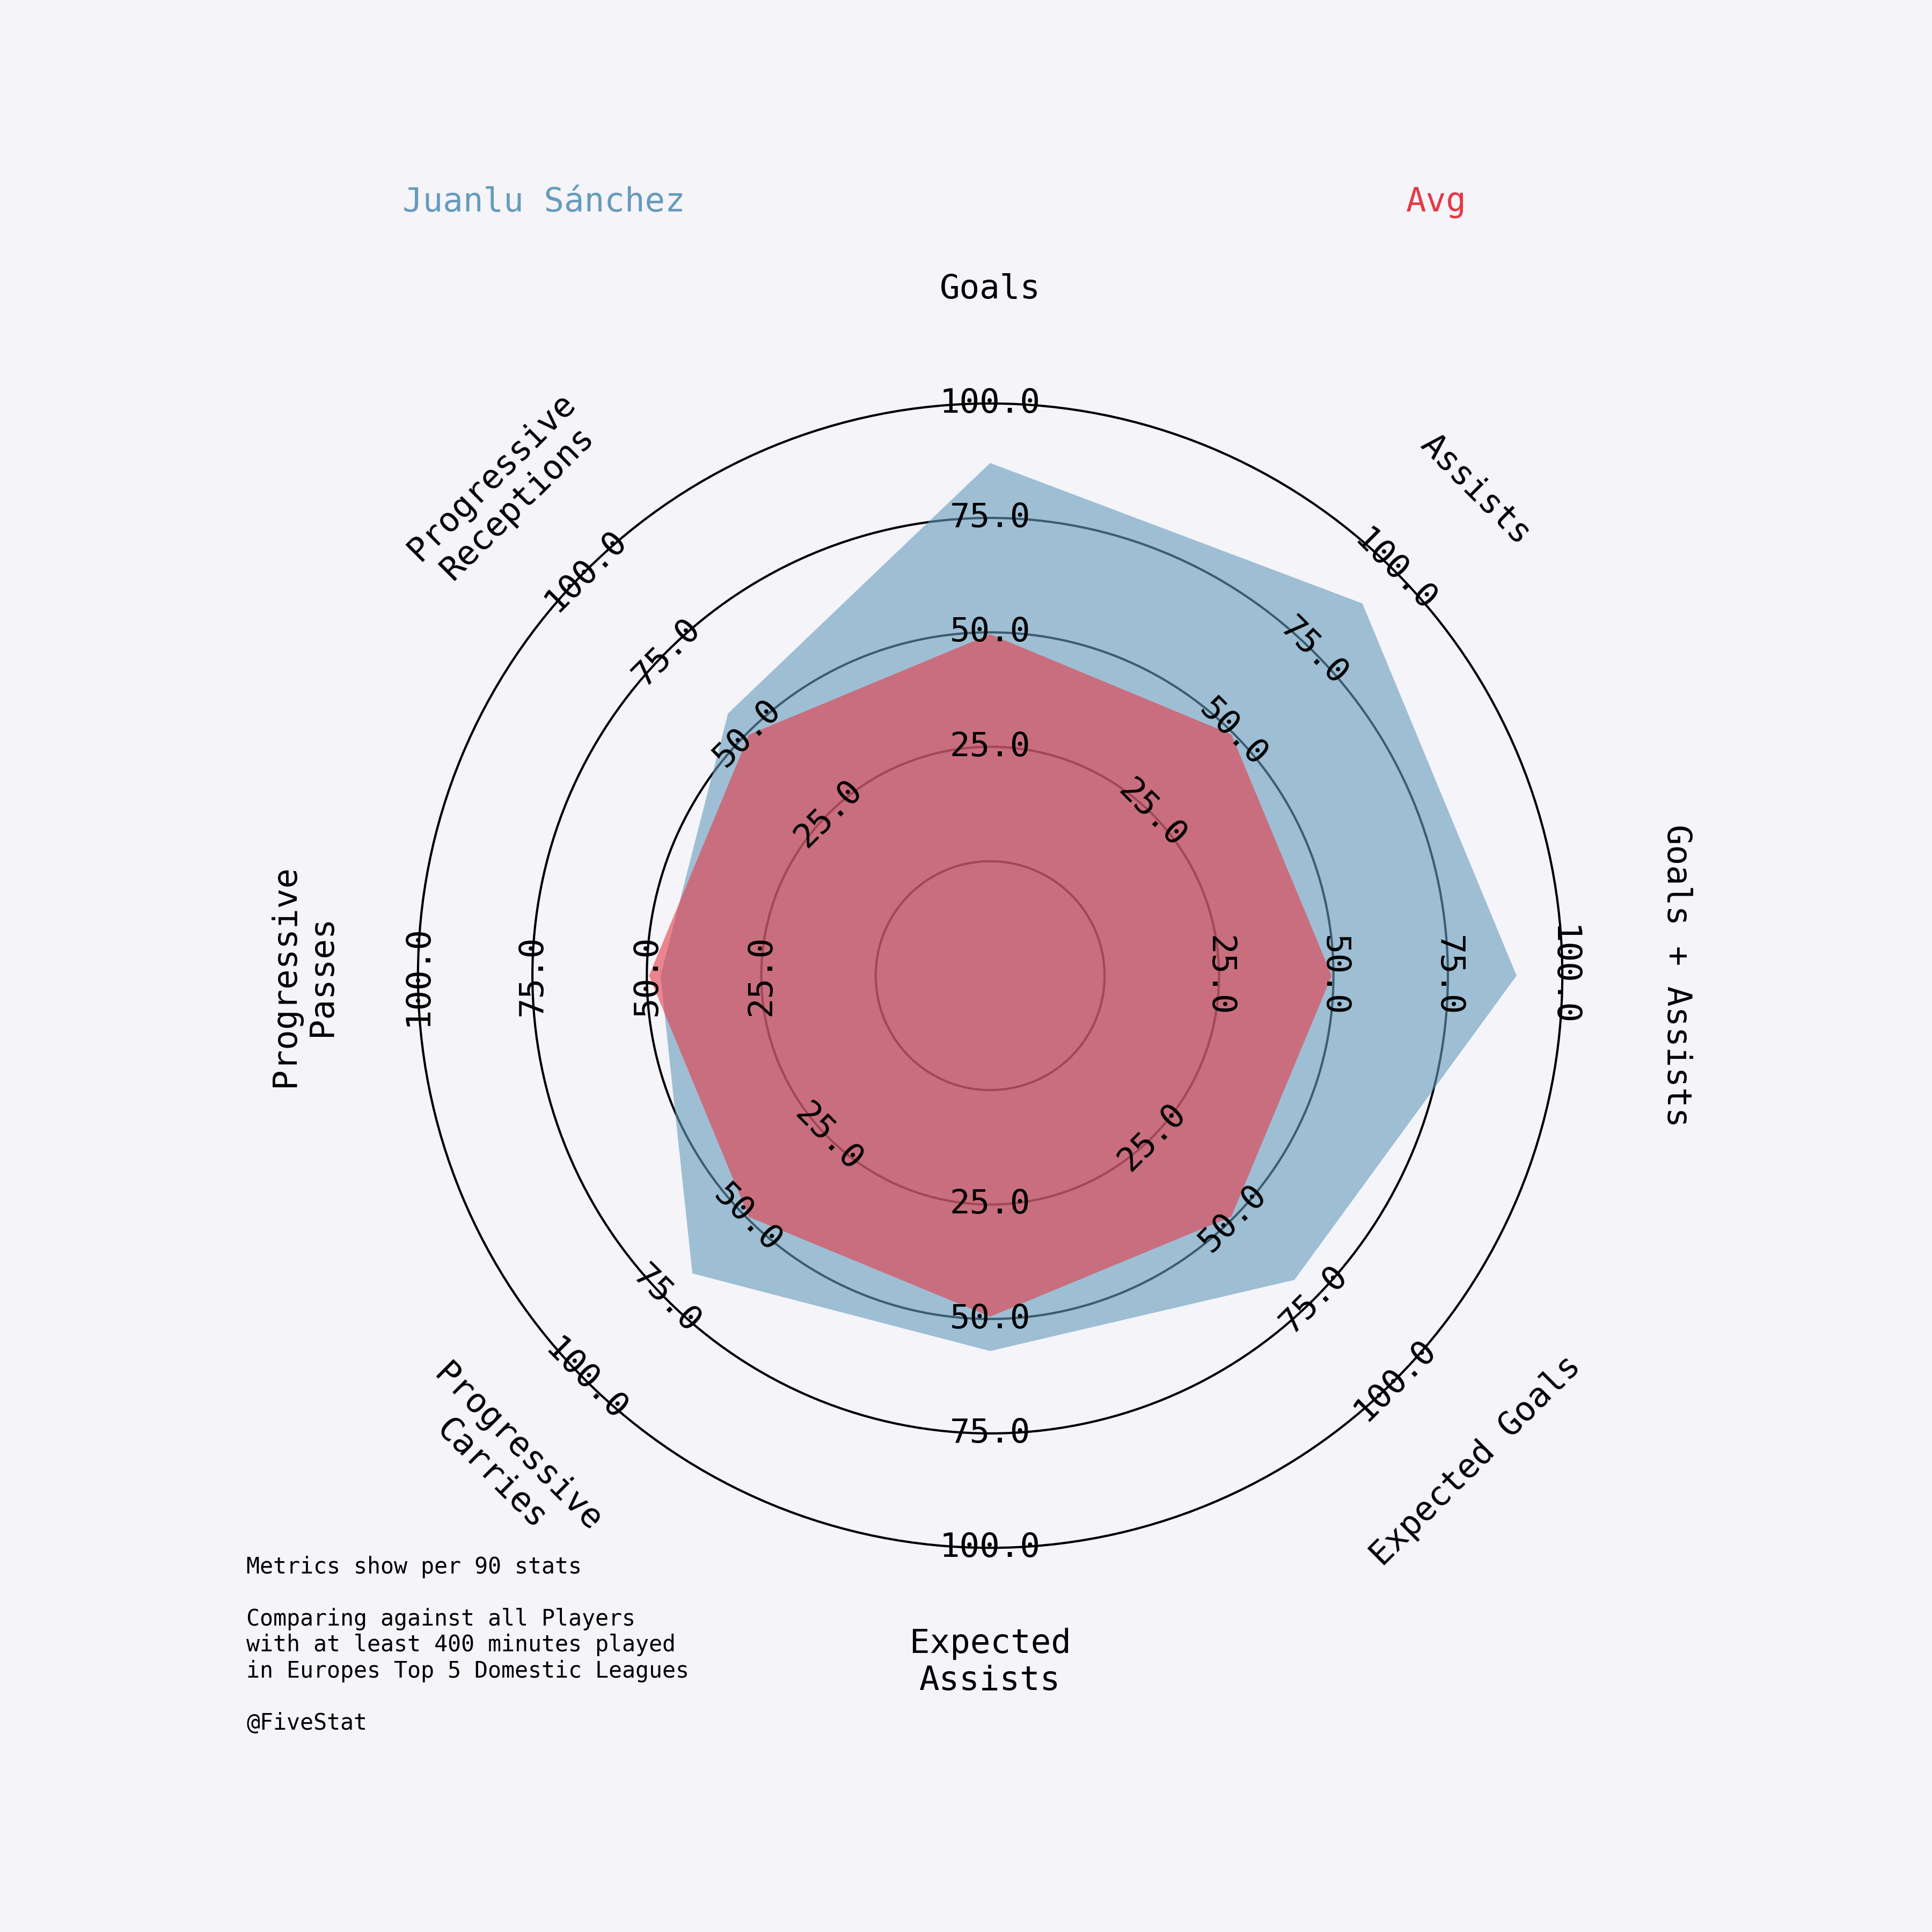 Juanlu Sánchez
Avg
Goals
Assists
Goals + Assists
Expected Goals
Expected
Assists
Progressive
Carries
Progressive
Passes
Progressive
Receptions
25.0
50.0
75.0
100.0
25.0
50.0
75.0
100.0
25.0
50.0
75.0
100.0
25.0
50.0
75.0
100.0
25.0
50.0
75.0
100.0
25.0
50.0
75.0
100.0
25.0
50.0
75.0
100.0
25.0
50.0
75.0
100.0
Metrics show per 90 stats
Comparing against all Players
with at least 400 minutes played
in Europes Top 5 Domestic Leagues
@FiveStat